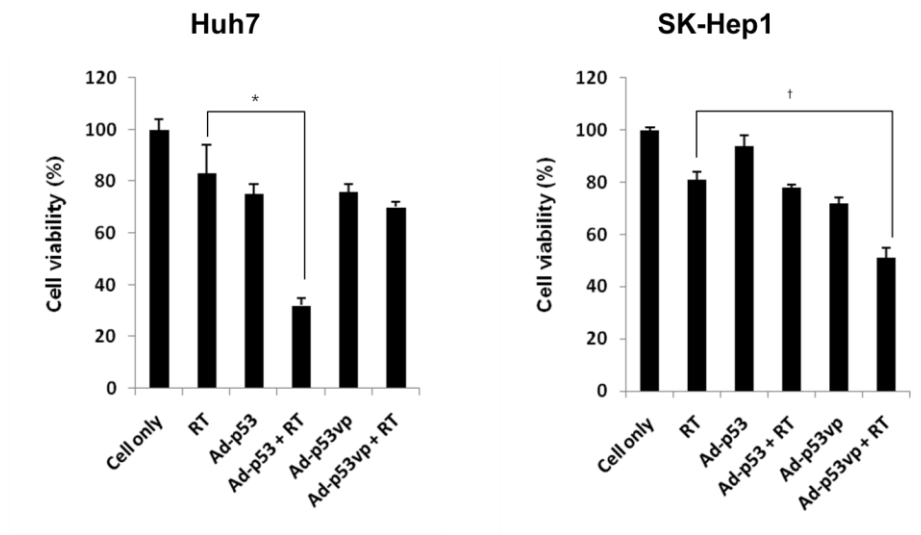 Huh7
Cell viability (%)
120
100
80
60
40
20
0
*
Cell only
RT
Ad-p53
Ad-p53 + RT
Ad-p53vp
Ad-p53vp + RT
SK-Hep1
Cell viability (%)
120
100
80
60
40
20
0
†
Cell only
RT
Ad-p53
Ad-p53 + RT
Ad-p53vp
Ad-p53vp + RT